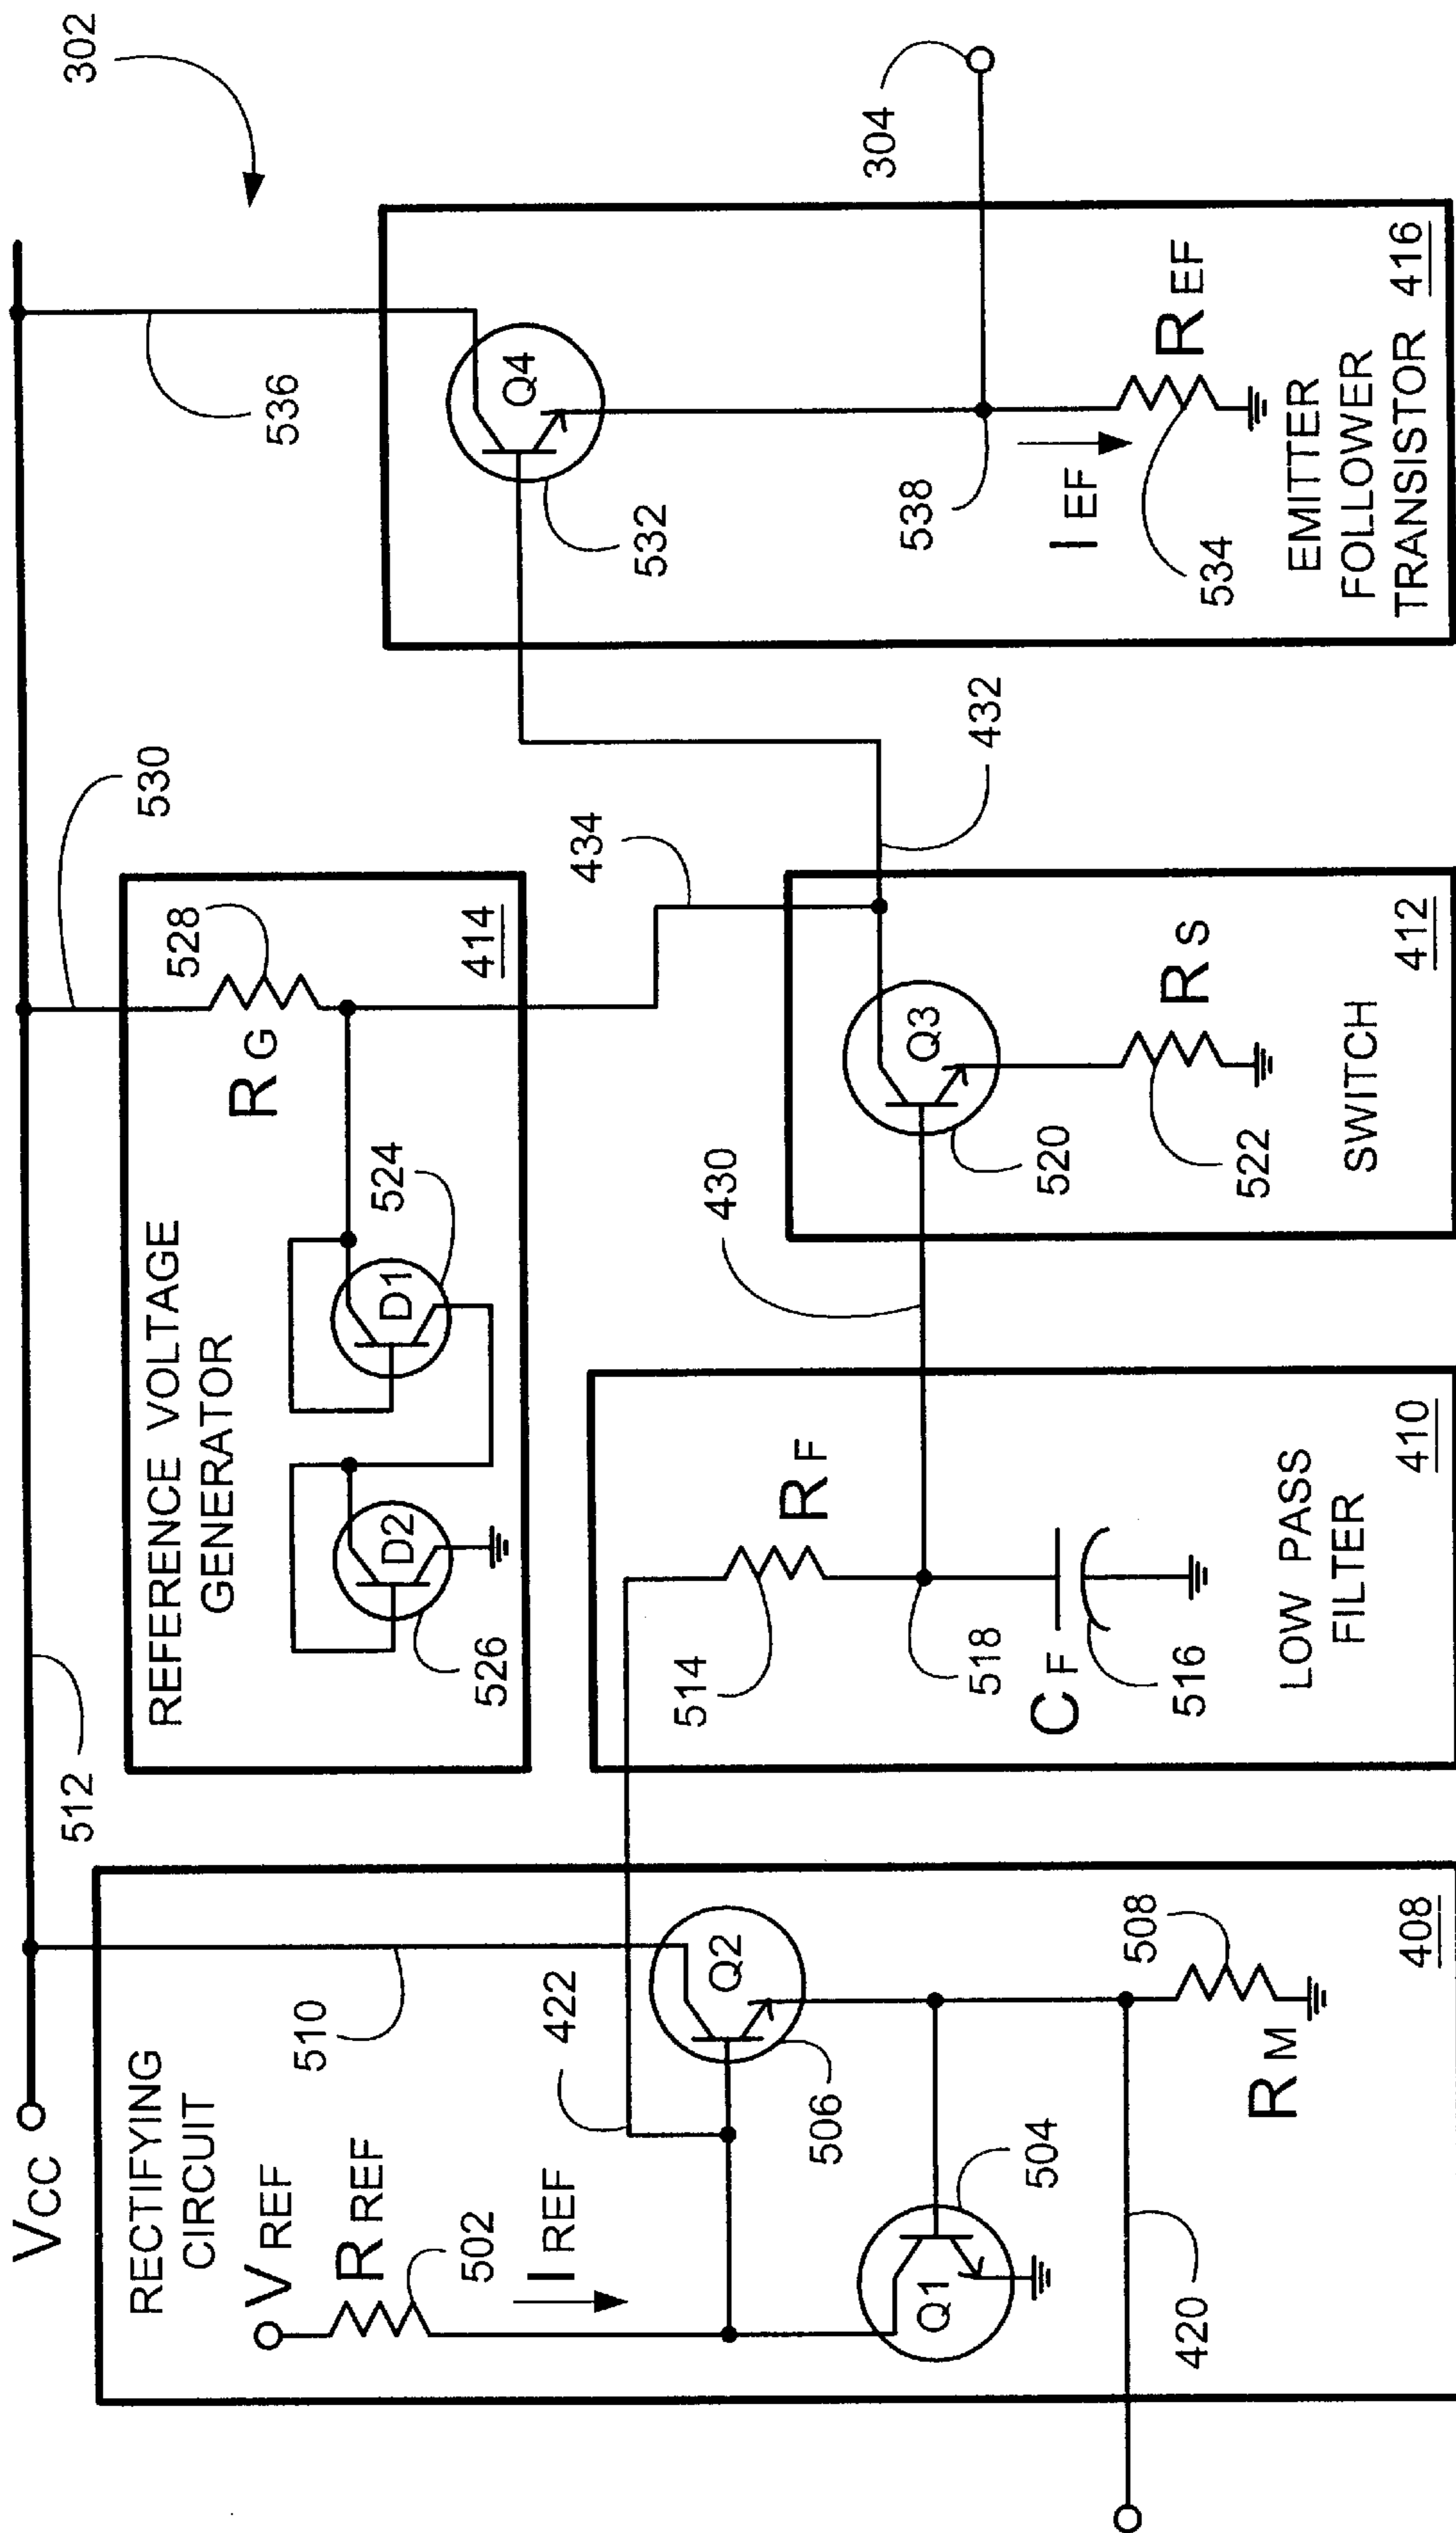 302
VCC
512
RECTIFYING
CIRCUIT
VREF
RREF
502
IREF
510
422
Q2
506
Q1
504
508
RM
420
408
REFERENCE VOLTAGE
GENERATOR
D2
526
D1
524
RG
528
530
414
434
514
RF
518
CF
516
LOW PASS
FILTER
410
430
Q3
520
RS
522
SWITCH
412
432
536
Q4
532
538
304
IEF
REF
534
EMITTER
FOLLOWER
TRANSISTOR 416